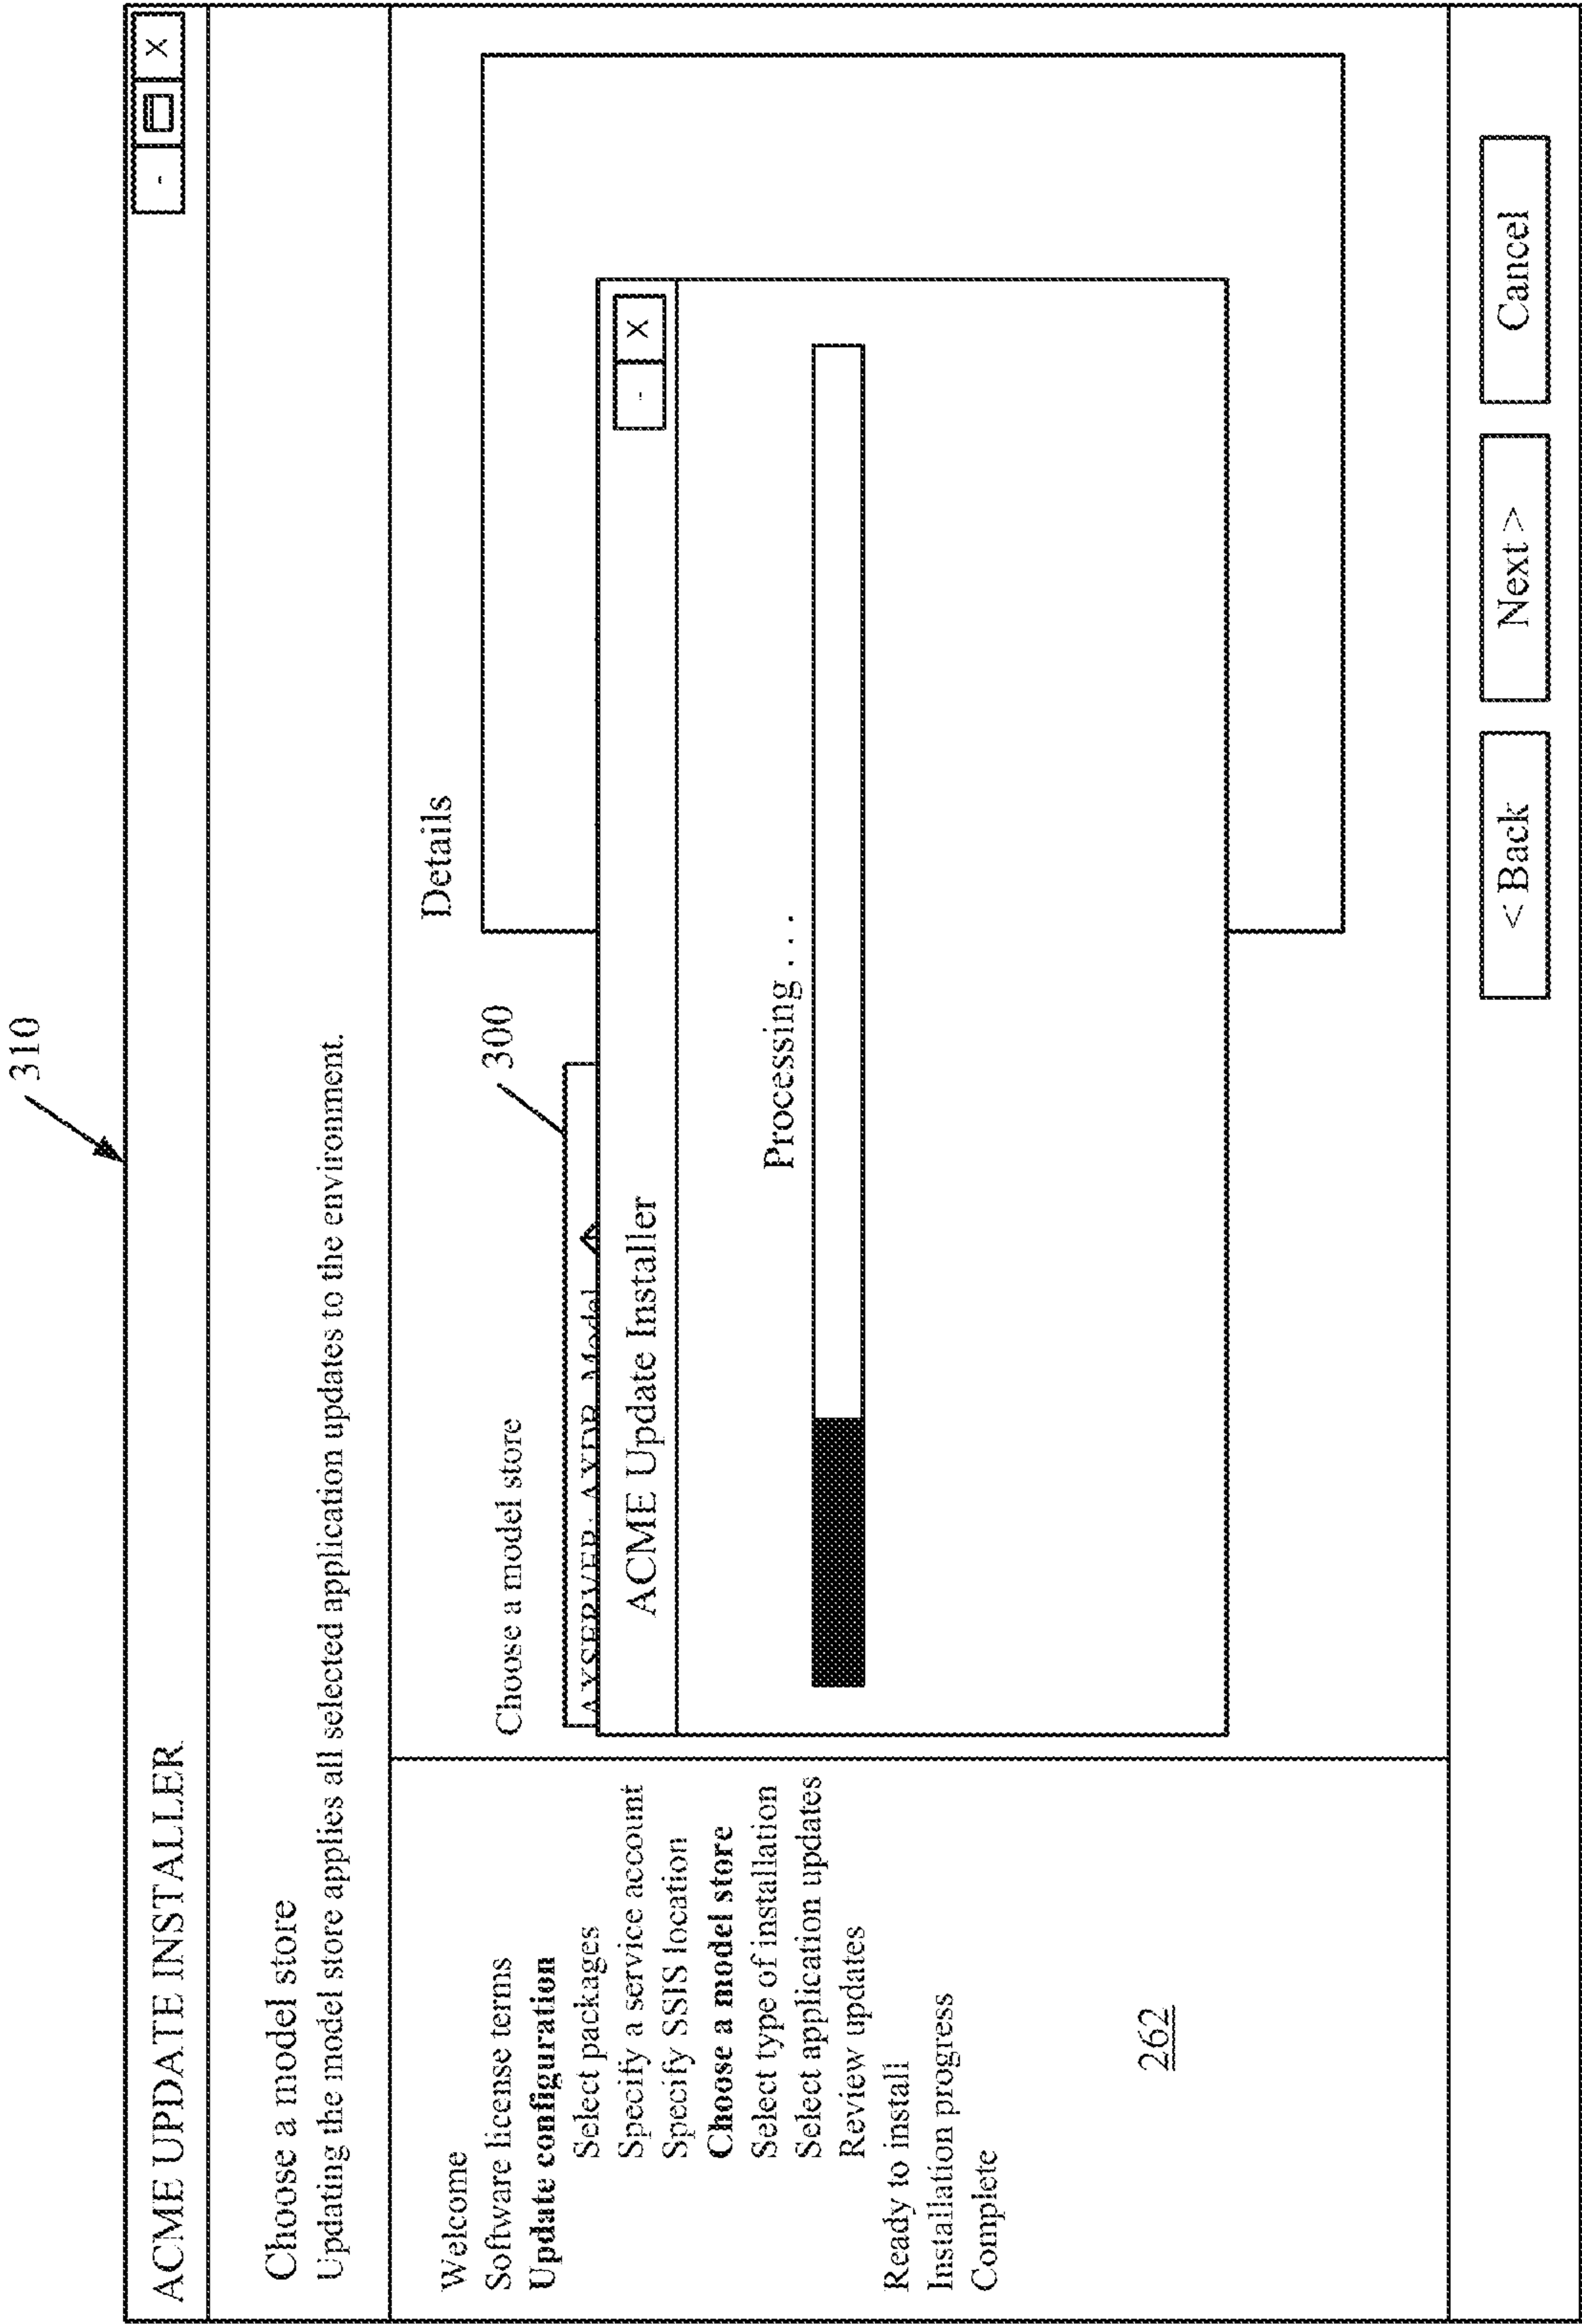 310
ACME UPDATE INSTALLER
- X
Choose a model store
Updating the model store applies all selected application updates to the environment.
Welcome
Software license terms
Update configuration
Select packages
Specify a service account
Specify SSIS location
Choose a model store
Select type of installation
Select application updates
Review updates
Ready to install
Installation progress
Complete
262
Choose a model store
300
Details
Model
ACME Update Installer
- X
Processing . . .
< Back
Next >
Cancel